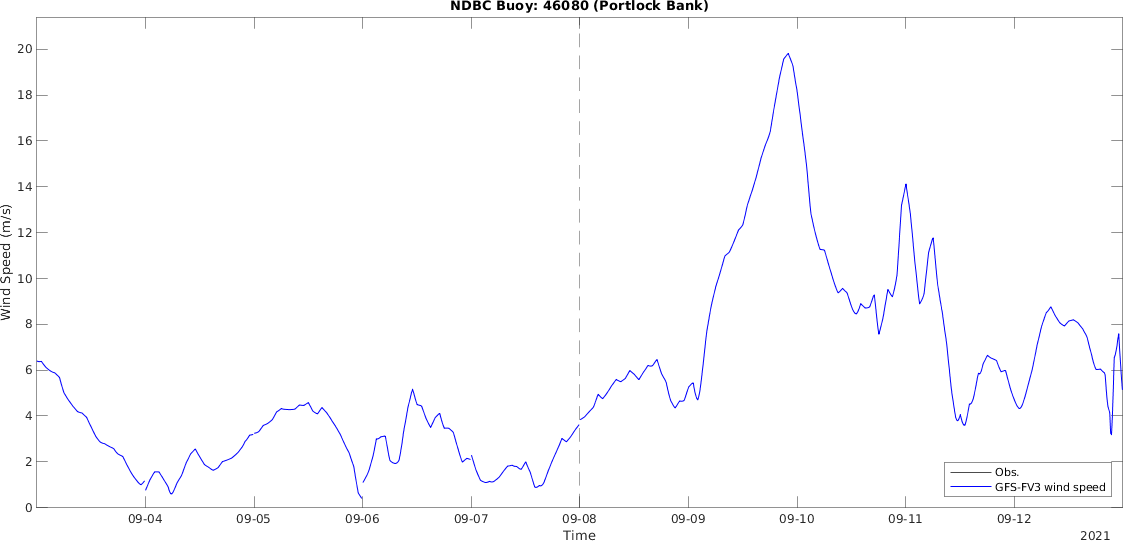 NDBC Buoy: 46080 (Portlock Bank)
20
18
16
14
12
10
8
6
4
2
0
Wind Speed (m/s)
Obs.
GFS-FV3 wind speed
09-04 09-05 09-06 09-07 09-08 09-09 09-10 09-11 09-12
Time
2021